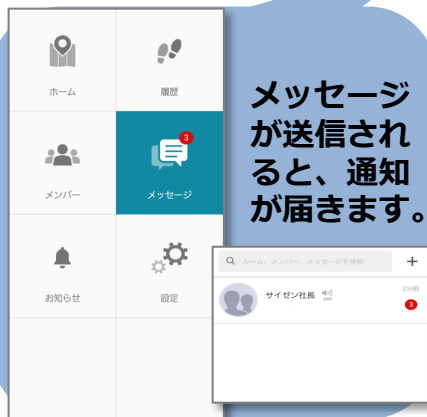 ホーム
履歴
メンバー
3
メッセージ
お知らせ
設定
メッセージ
が送信され
ると、通知
が届きます。
ルーム、メンバー、メッセージを検索
+
サイゼン社長
2分前
3